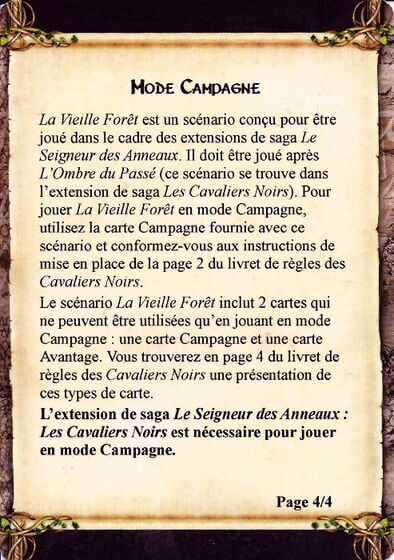 Mode Campagne
La Vieille Forêt est un scénario conçu pour être
joué dans le cadre des extensions de saga Le
Seigneur des Anneaux. Il doit être joué après
L'Ombre du Passé (ce scénario se trouve dans
l'extension de saga Les Cavaliers Noirs). Pour
jouer La Vieille Forêt en mode Campagne,
utilisez la carte Campagne fournie avec ce
scénario et conformez-vous aux instructions de
mise en place de la page 2 du livret de règles des
Cavaliers Noirs.
Le scénario La Vieille Forêt inclut 2 cartes qui
ne peuvent être utilisées qu'en jouant en mode
Campagne : une carte Campagne et une carte
Avantage. Vous trouverez en page 4 du livret de
règles des Cavaliers Noirs une présentation de
ces types de carte.
L'extension de saga Le Seigneur des Anneaux :
Les Cavaliers Noirs est nécessaire pour jouer
en mode Campagne.
Page 4/4